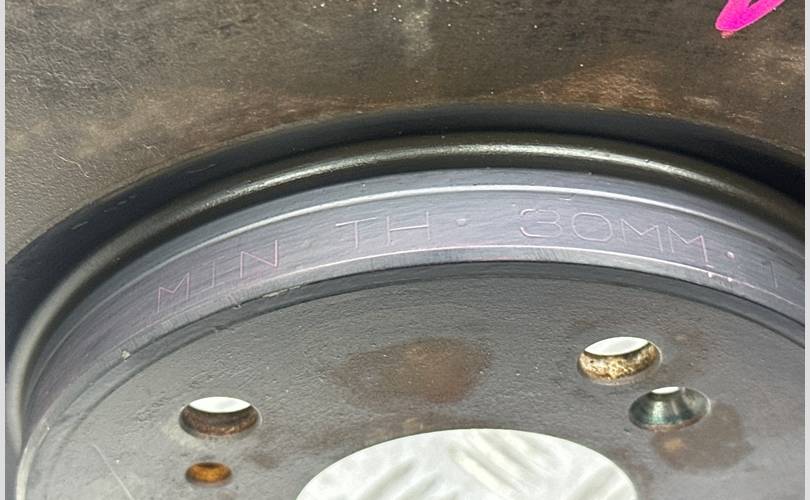 MIN TH · 30MM ·